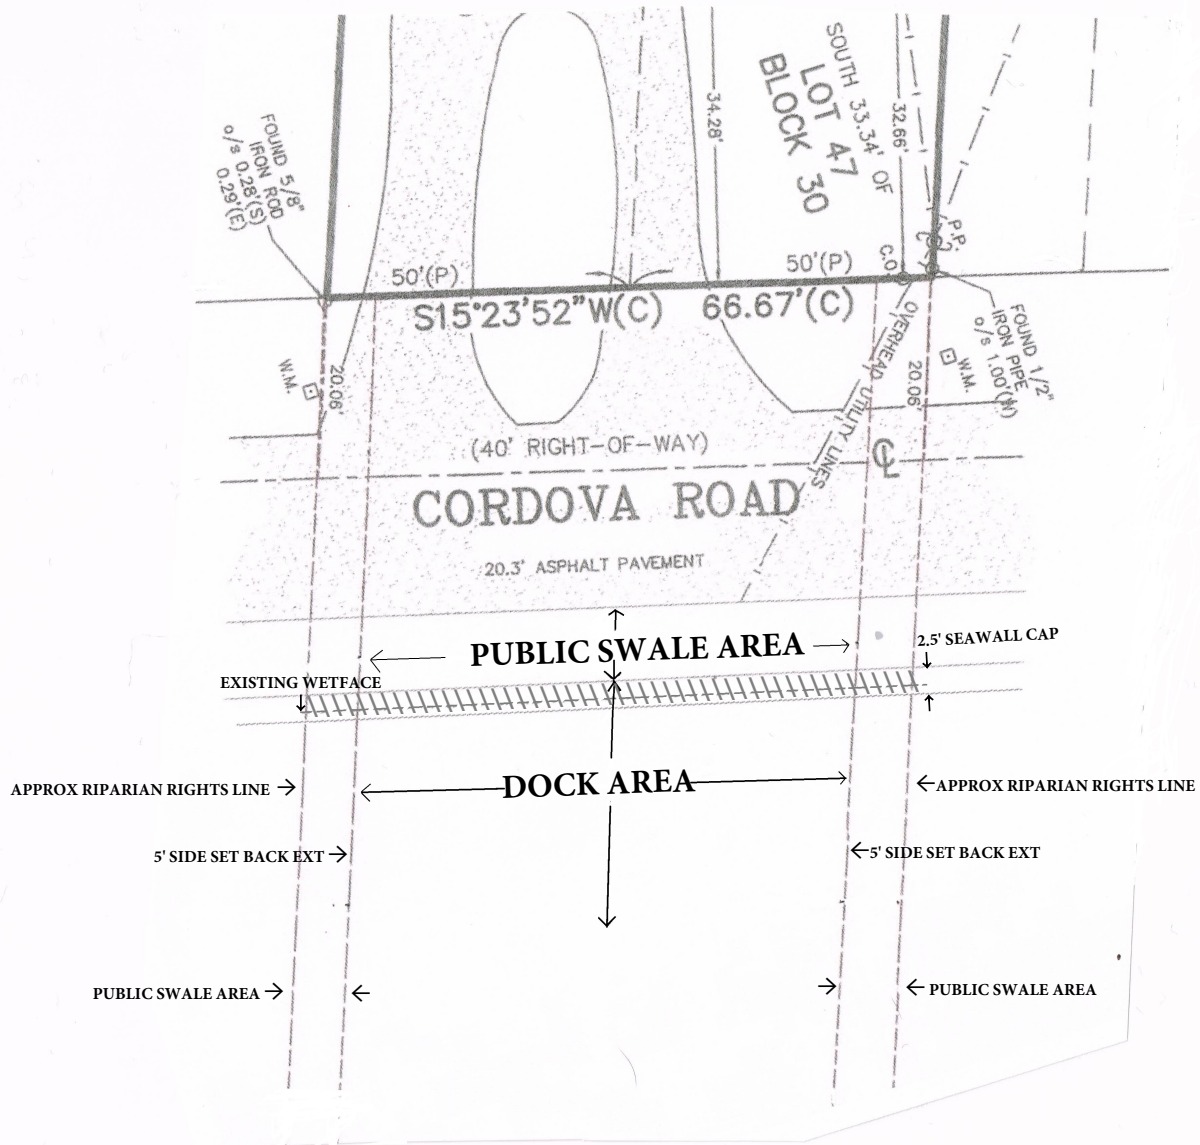 SOUTH 33.34' OF
LOT 47
BLOCK 30
34.28'
32.66'
FOUND 5/8"
IRON ROD
o/s 0.28'(S)
0.29'(E)
P.P.
C.O.
50'(P)
50'(P)
S15°23'52"W(C) 66.67'(C)
FOUND 1/2"
IRON PIPE
o/s 1.00'(N)
W.M.
20.06'
OVERHEAD UTILITY LINES
20.06'
W.M.
(40' RIGHT-OF-WAY)
CL
CORDOVA ROAD
20.3' ASPHALT PAVEMENT
PUBLIC SWALE AREA
2.5' SEAWALL CAP
EXISTING WETFACE
DOCK AREA
APPROX RIPARIAN RIGHTS LINE
APPROX RIPARIAN RIGHTS LINE
5' SIDE SET BACK EXT
5' SIDE SET BACK EXT
PUBLIC SWALE AREA
PUBLIC SWALE AREA